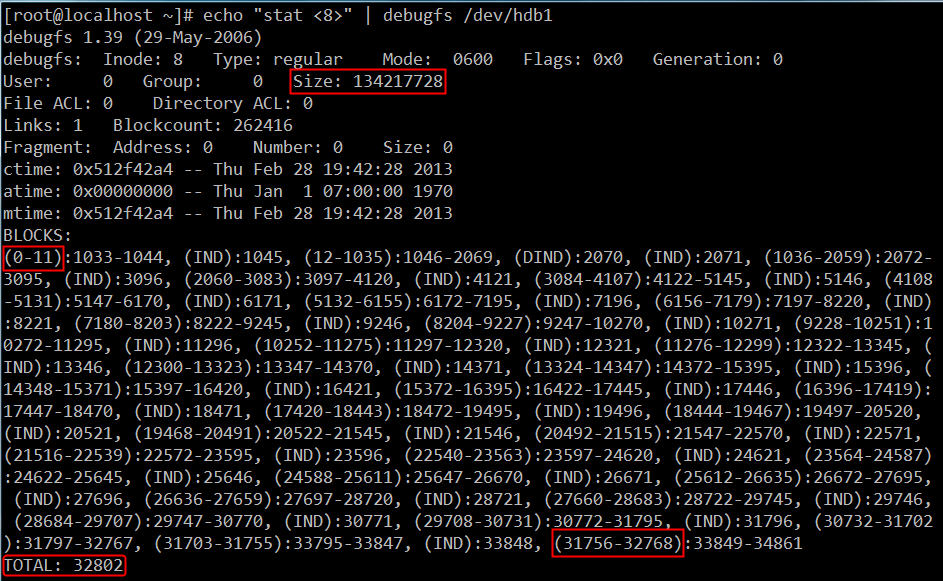 [root@localhost ~]# echo "stat <8>" | debugfs /dev/hdb1
debugfs 1.39 (29-May-2006)
debugfs:  Inode: 8   Type: regular    Mode:  0600   Flags: 0x0   Generation: 0
User:     0   Group:     0   Size: 134217728
File ACL: 0    Directory ACL: 0
Links: 1   Blockcount: 262416
Fragment:  Address: 0    Number: 0    Size: 0
ctime: 0x512f42a4 -- Thu Feb 28 19:42:28 2013
atime: 0x00000000 -- Thu Jan  1 07:00:00 1970
mtime: 0x512f42a4 -- Thu Feb 28 19:42:28 2013
BLOCKS:
(0-11):1033-1044, (IND):1045, (12-1035):1046-2069, (DIND):2070, (IND):2071, (1036-2059):2072-
3095, (IND):3096, (2060-3083):3097-4120, (IND):4121, (3084-4107):4122-5145, (IND):5146, (4108
-5131):5147-6170, (IND):6171, (5132-6155):6172-7195, (IND):7196, (6156-7179):7197-8220, (IND)
:8221, (7180-8203):8222-9245, (IND):9246, (8204-9227):9247-10270, (IND):10271, (9228-10251):1
0272-11295, (IND):11296, (10252-11275):11297-12320, (IND):12321, (11276-12299):12322-13345, (
IND):13346, (12300-13323):13347-14370, (IND):14371, (13324-14347):14372-15395, (IND):15396, (
14348-15371):15397-16420, (IND):16421, (15372-16395):16422-17445, (IND):17446, (16396-17419):
17447-18470, (IND):18471, (17420-18443):18472-19495, (IND):19496, (18444-19467):19497-20520,
(IND):20521, (19468-20491):20522-21545, (IND):21546, (20492-21515):21547-22570, (IND):22571,
(21516-22539):22572-23595, (IND):23596, (22540-23563):23597-24620, (IND):24621, (23564-24587)
:24622-25645, (IND):25646, (24588-25611):25647-26670, (IND):26671, (25612-26635):26672-27695,
(IND):27696, (26636-27659):27697-28720, (IND):28721, (27660-28683):28722-29745, (IND):29746,
(28684-29707):29747-30770, (IND):30771, (29708-30731):30772-31795, (IND):31796, (30732-31702
):31797-32767, (31703-31755):33795-33847, (IND):33848, (31756-32768):33849-34861
TOTAL: 32802